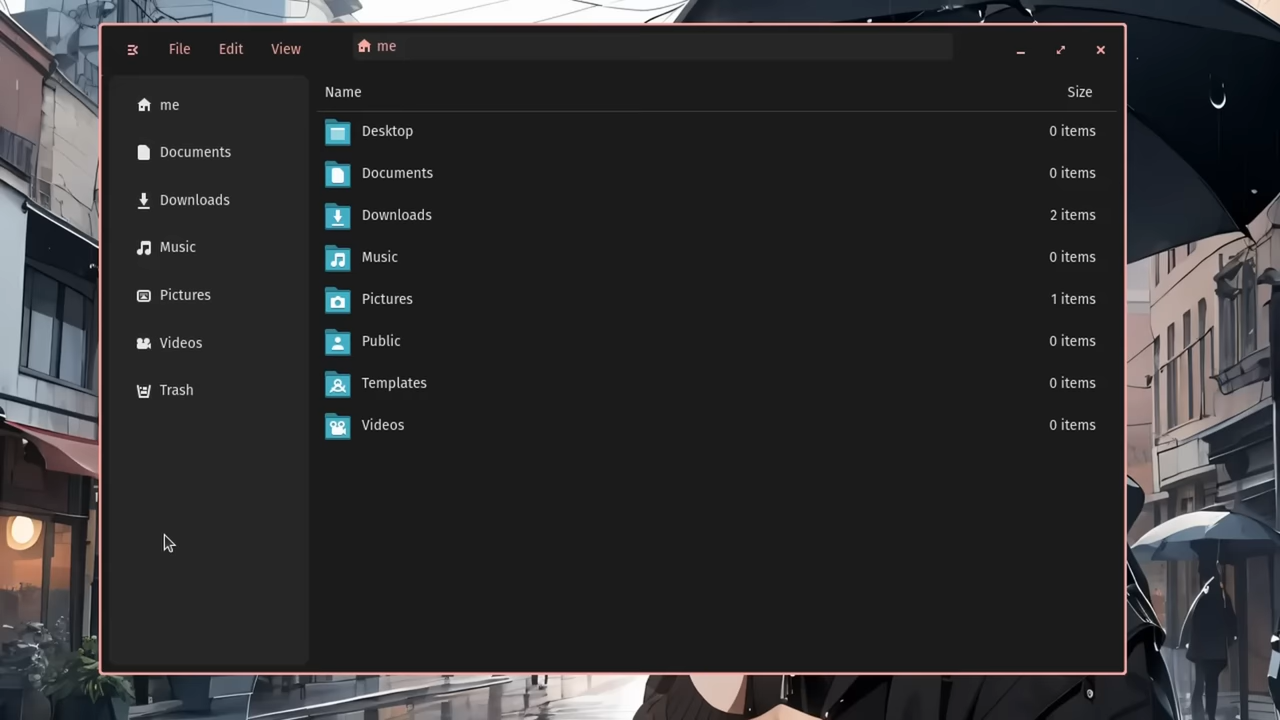 File Edit View me
me
Documents
Downloads
Music
Pictures
Videos
Trash
Name Size
Desktop 0 items
Documents 0 items
Downloads 2 items
Music 0 items
Pictures 1 items
Public 0 items
Templates 0 items
Videos 0 items